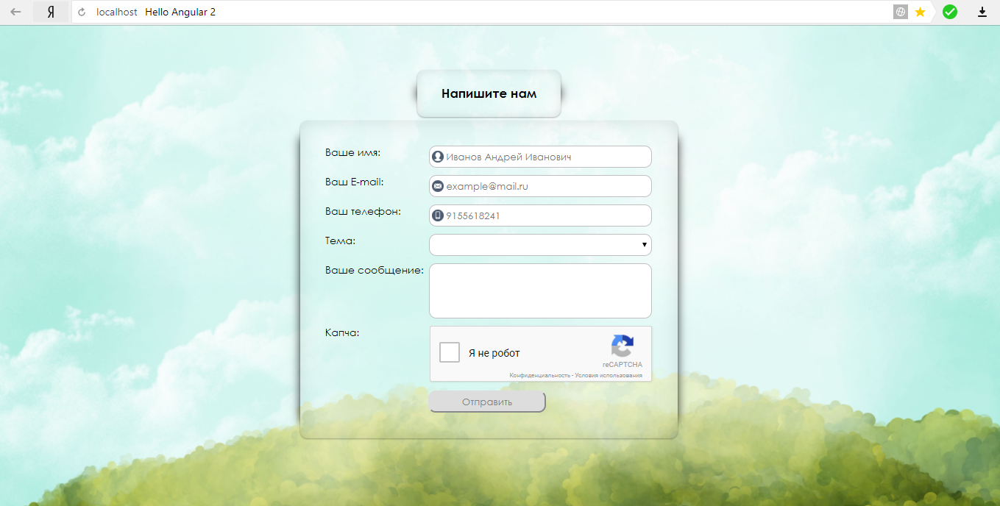 Я localhost Hello Angular 2
Напишите нам
Ваше имя: Иванов Андрей Иванович
Ваш E-mail: example@mail.ru
Ваш телефон: 9155618241
Тема:
Ваше сообщение:
Капча:
Я не робот
reCAPTCHA
Конфиденциальность - Условия использования
Отправить